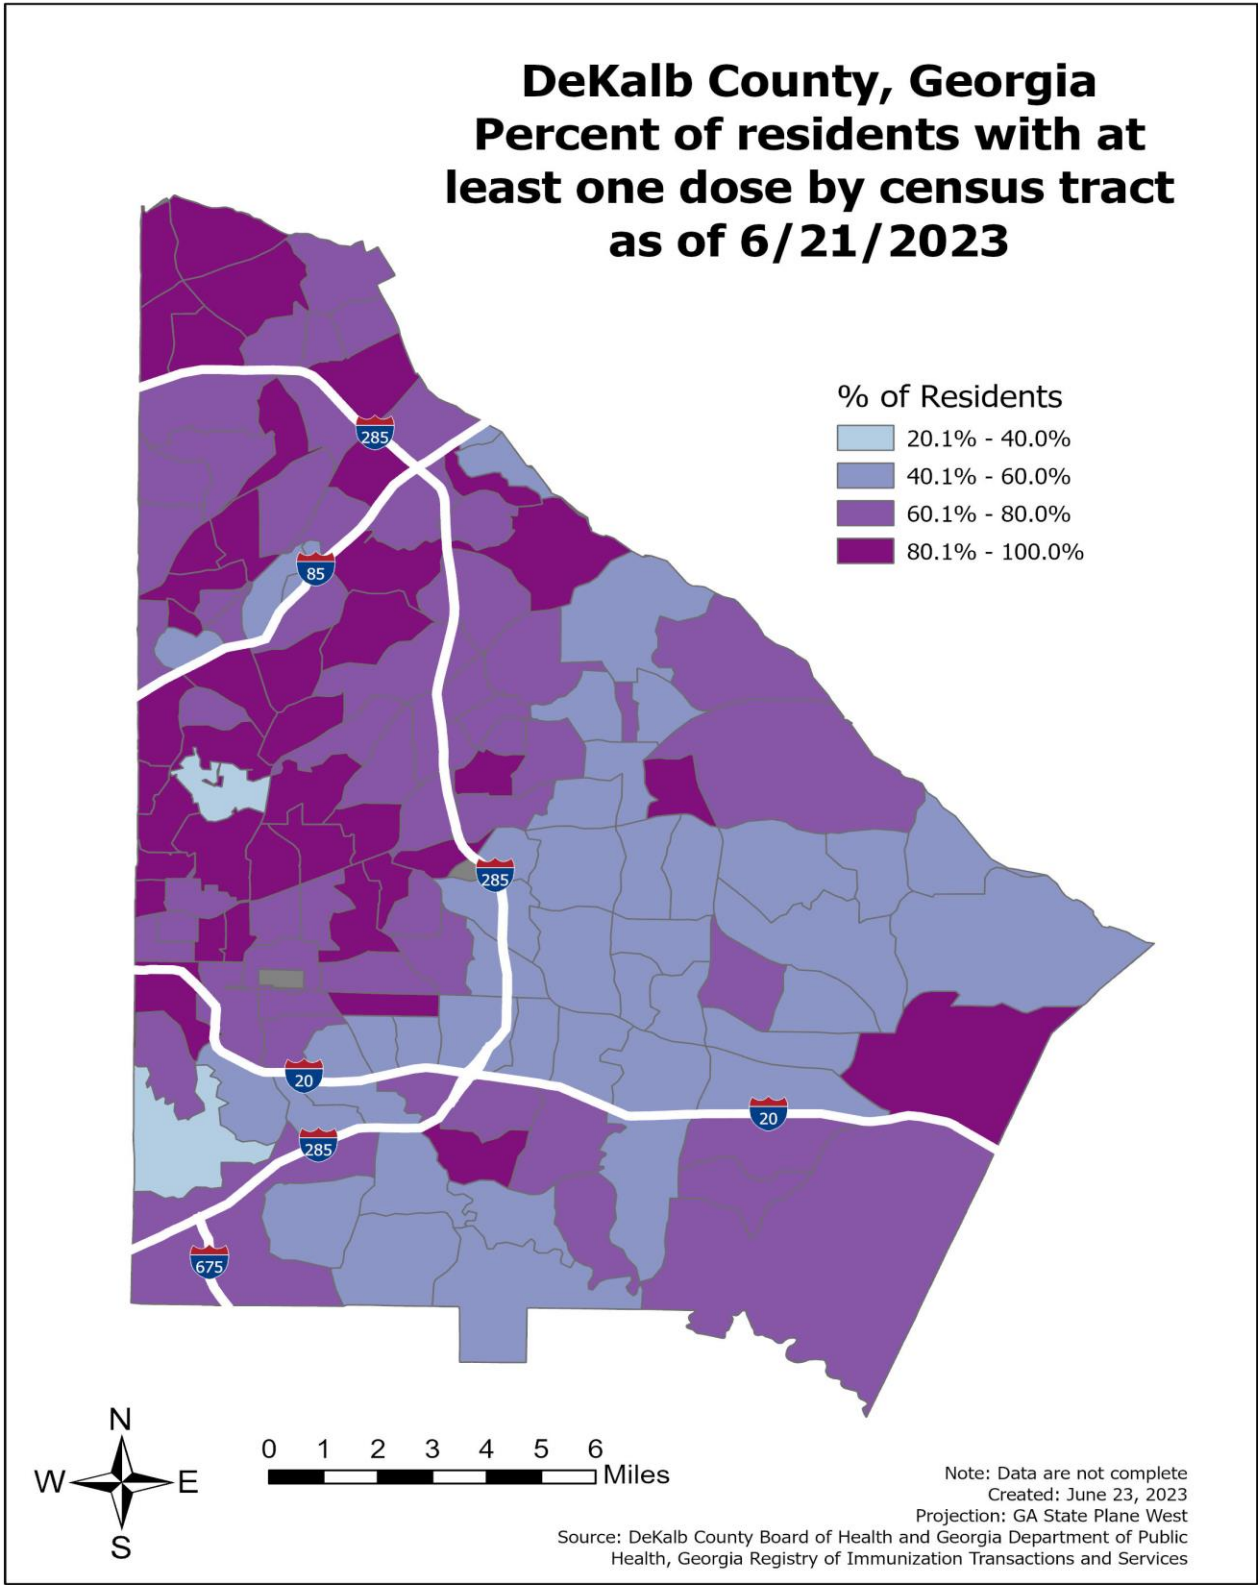 DeKalb County, Georgia
Percent of residents with at
least one dose by census tract
as of 6/21/2023
% of Residents
20.1% - 40.0%
40.1% - 60.0%
60.1% - 80.0%
80.1% - 100.0%
285
85
285
20
20
285
675
N
W E
S
0 1 2 3 4 5 6
Miles
Note: Data are not complete
Created: June 23, 2023
Projection: GA State Plane West
Source: DeKalb County Board of Health and Georgia Department of Public
Health, Georgia Registry of Immunization Transactions and Services